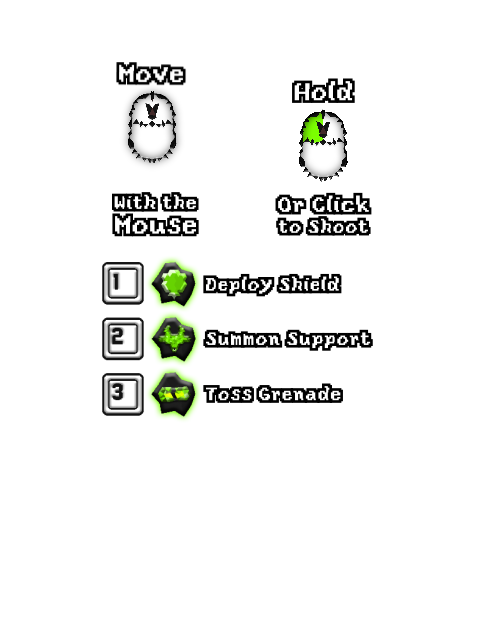 Move
With the
Mouse
Hold
Or Click
to Shoot
1 Deploy Shield
2 Summon Support
3 Toss Grenade